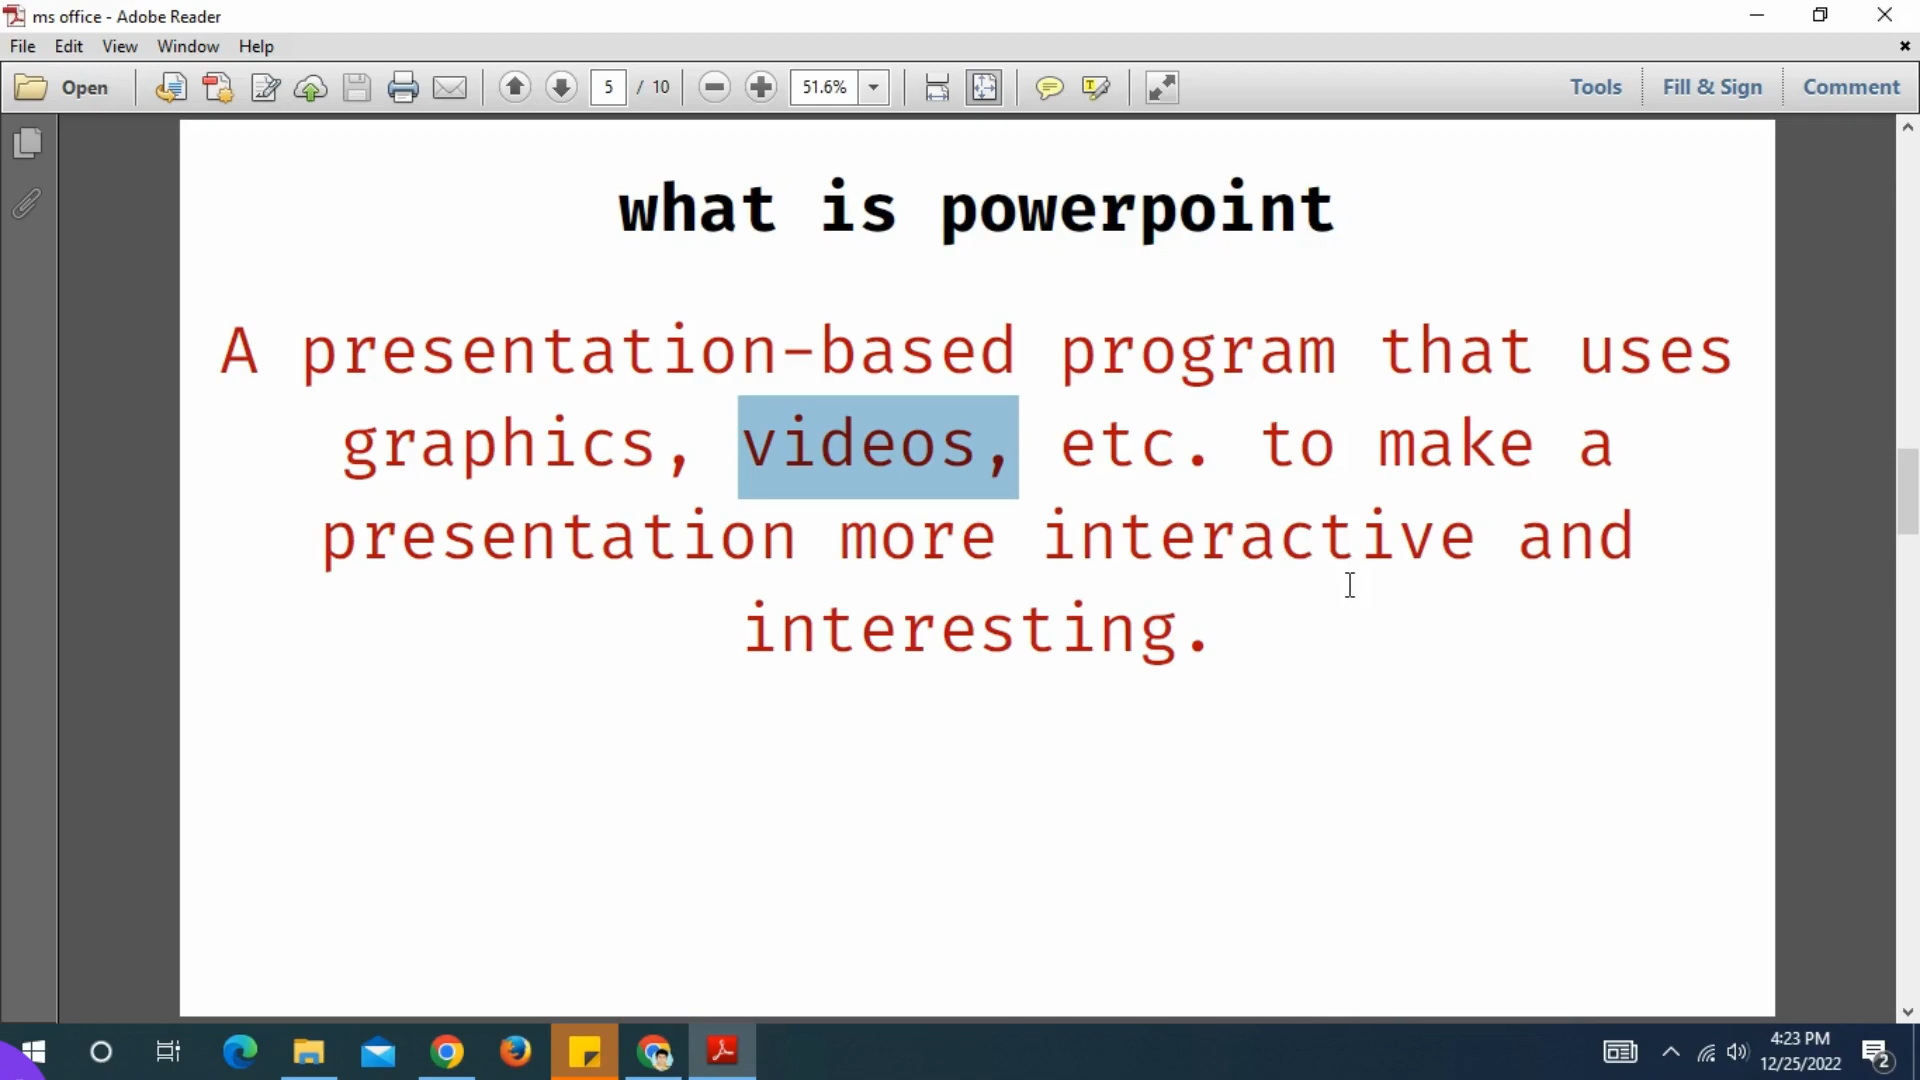 ms office - Adobe Reader
File Edit View Window Help
Open 5 / 10 51.6% Tools Fill & Sign Comment
what is powerpoint
A presentation-based program that uses
graphics, videos, etc. to make a
presentation more interactive and
interesting.
4:23 PM
12/25/2022
2